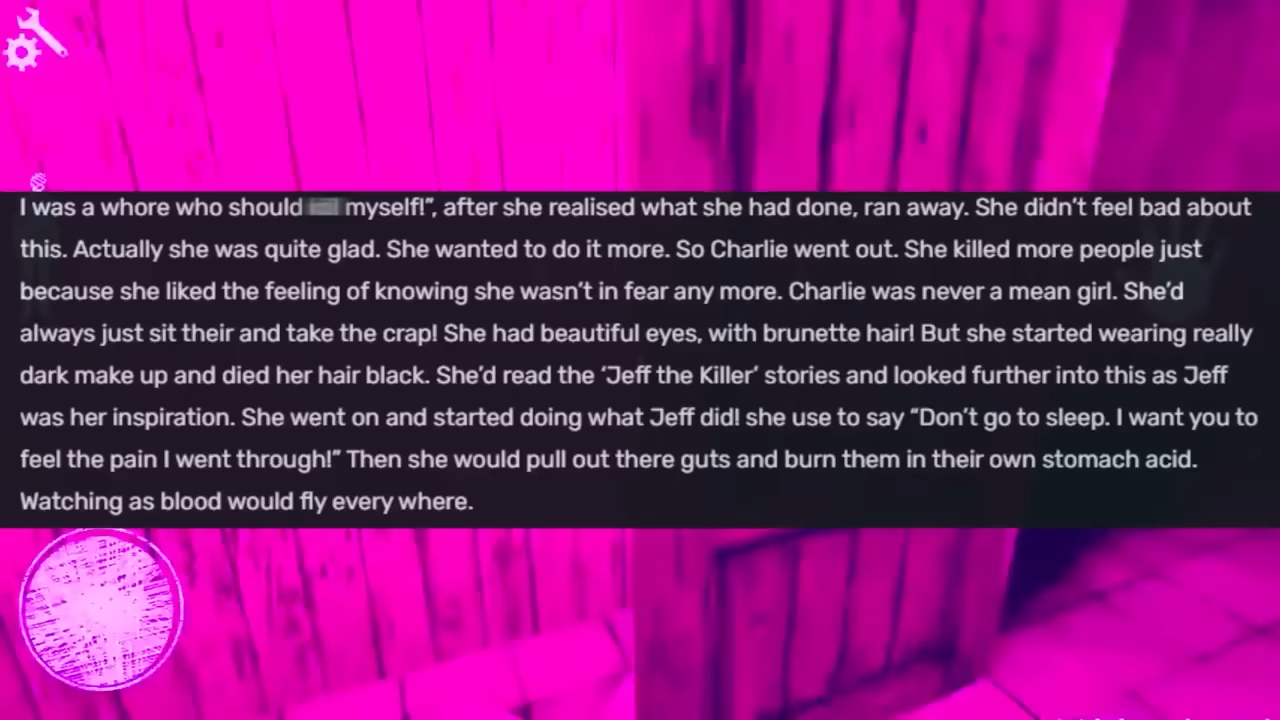 I was a whore who should myself!”, after she realised what she had done, ran away. She didn’t feel bad about
this. Actually she was quite glad. She wanted to do it more. So Charlie went out. She killed more people just
because she liked the feeling of knowing she wasn’t in fear any more. Charlie was never a mean girl. She’d
always just sit their and take the crap! She had beautiful eyes, with brunette hair! But she started wearing really
dark make up and died her hair black. She’d read the ‘Jeff the Killer’ stories and looked further into this as Jeff
was her inspiration. She went on and started doing what Jeff did! she use to say “Don’t go to sleep. I want you to
feel the pain I went through!” Then she would pull out there guts and burn them in their own stomach acid.
Watching as blood would fly every where.